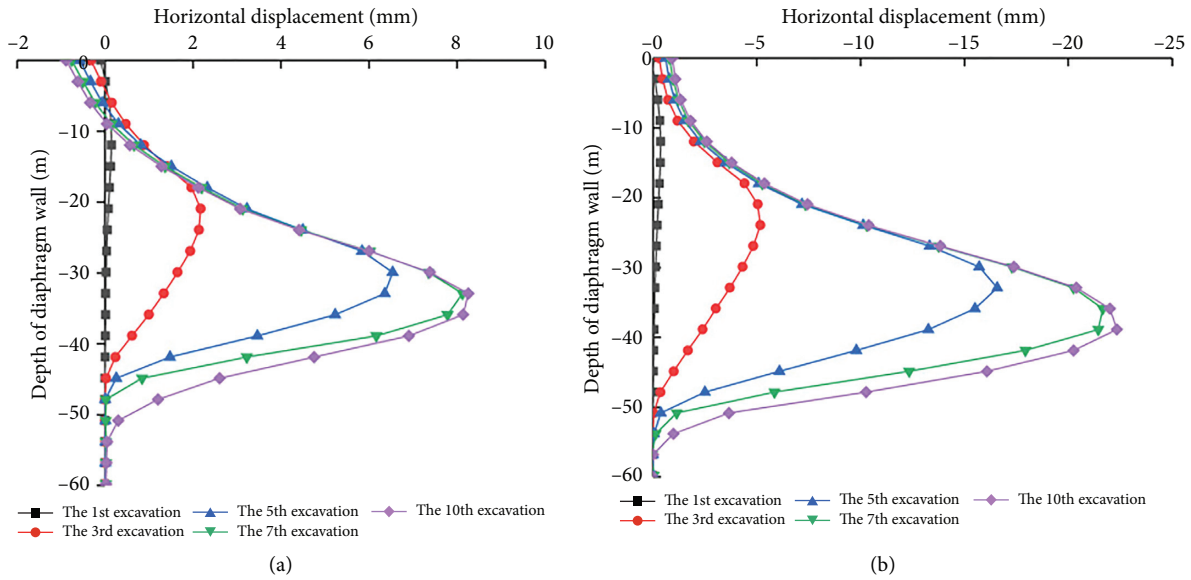 Horizontal displacement (mm)
−2 0 2 4 6 8 10
0
−10
−20
−30
−40
−50
−60
Depth of diaphragm wall (m)
The 1st excavation
The 5th excavation
The 10th excavation
The 3rd excavation
The 7th excavation
(a)
Horizontal displacement (mm)
−0 −5 −10 −15 −20 −25
0
−10
−20
−30
−40
−50
−60
Depth of diaphragm wall (m)
The 1st excavation
The 5th excavation
The 10th excavation
The 3rd excavation
The 7th excavation
(b)